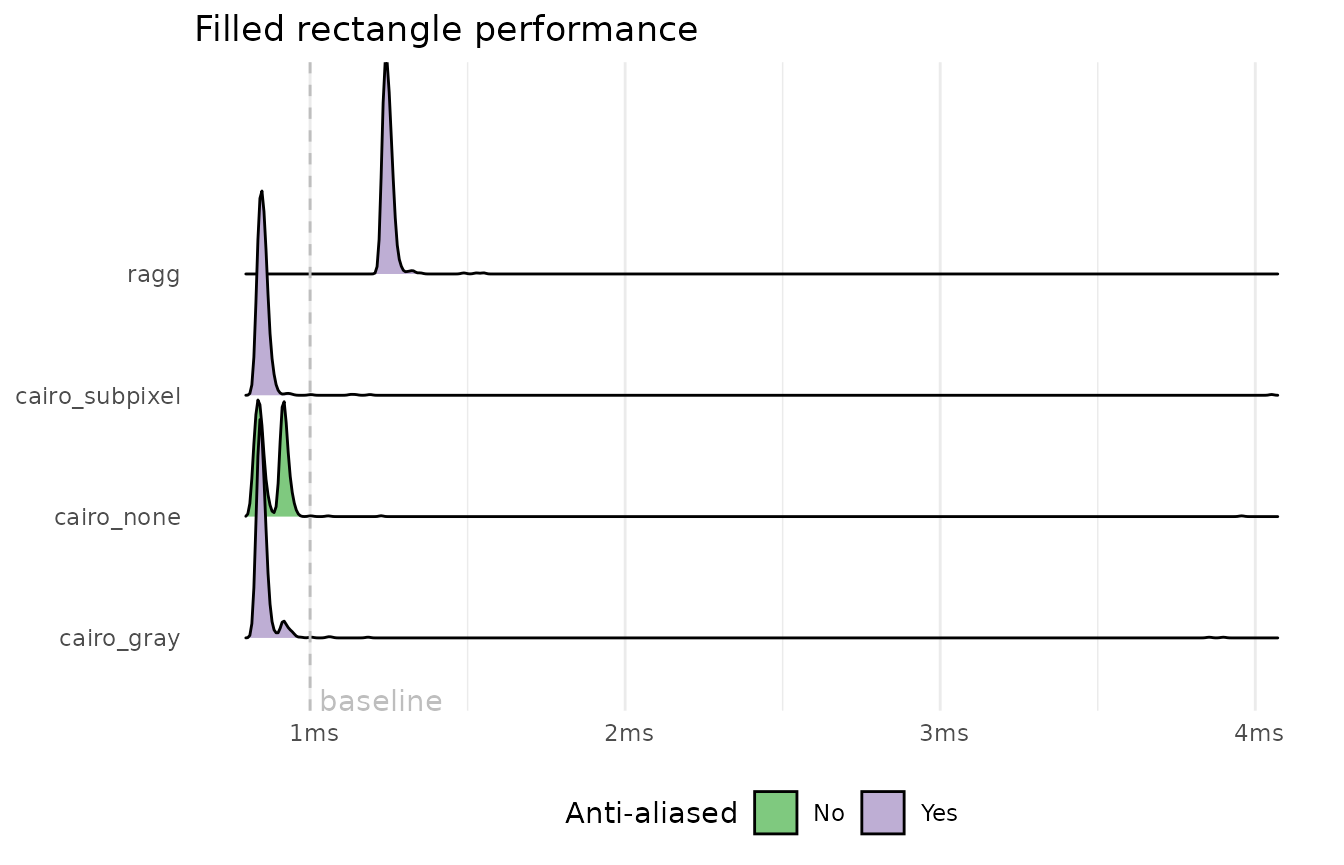 Filled rectangle performance
ragg
cairo_subpixel
cairo_none
cairo_gray
baseline
1ms 2ms 3ms 4ms
Anti-aliased No Yes